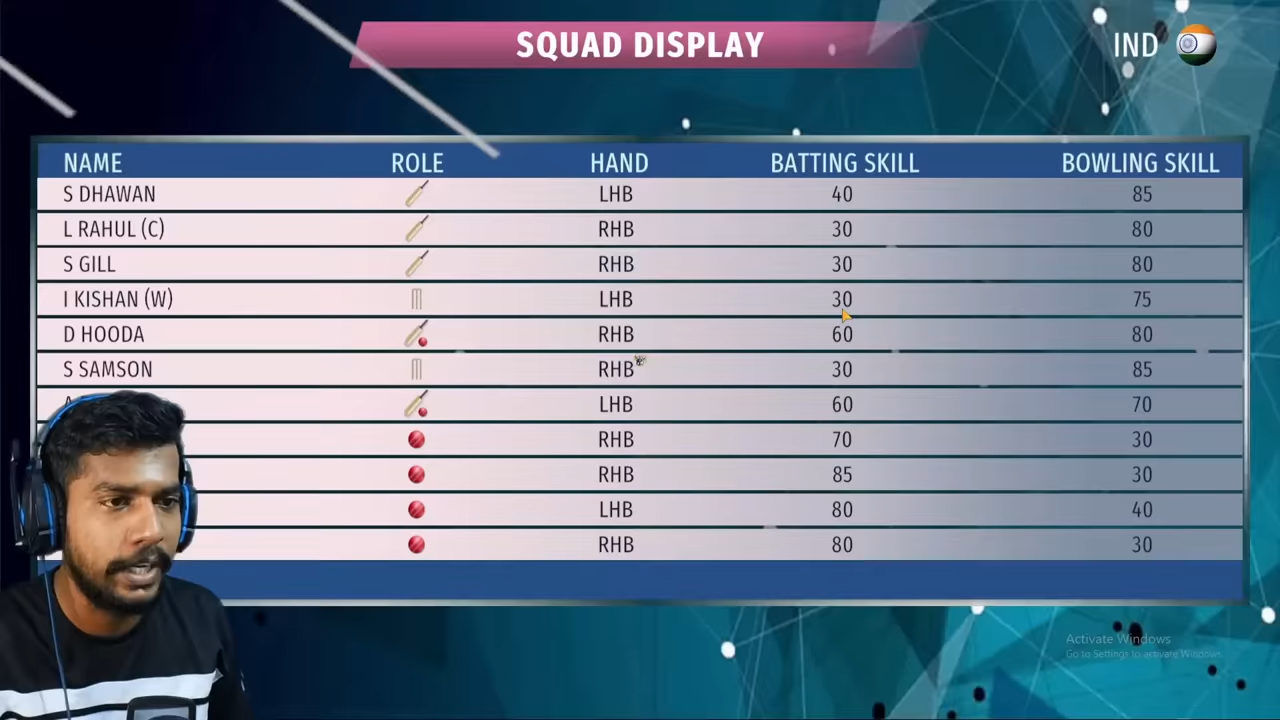 SQUAD DISPLAY
IND
NAME ROLE HAND BATTING SKILL BOWLING SKILL
S DHAWAN LHB 40 85
L RAHUL (C) RHB 30 80
S GILL RHB 30 80
I KISHAN (W) LHB 30 75
D HOODA RHB 60 80
S SAMSON RHB 30 85
LHB 60 70
RHB 70 30
RHB 85 30
LHB 80 40
RHB 80 30
Activate Windows
Go to Settings to activate Windows.